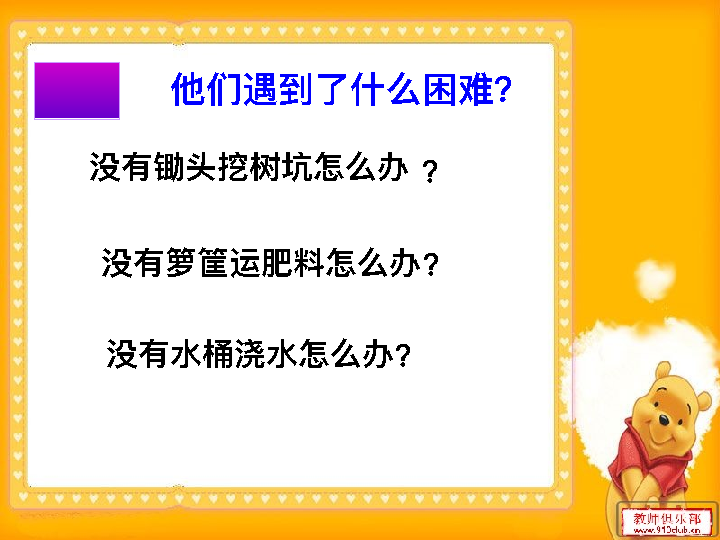 他们遇到了什么困难?
没有锄头挖树坑怎么办 ?
没有箩筐运肥料怎么办?
没有水桶浇水怎么办?
教师俱乐部
www.910club.cn